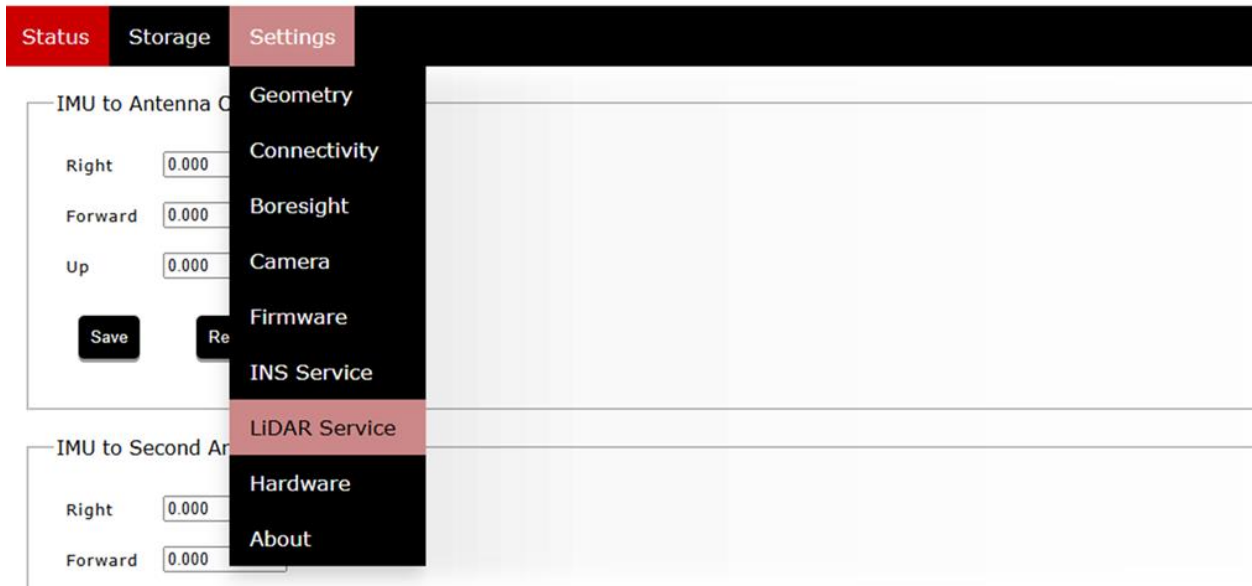 Status Storage Settings
Geometry
Connectivity
Boresight
Camera
Firmware
INS Service
LiDAR Service
Hardware
About
IMU to Antenna
Right 0.000
Forward 0.000
Up 0.000
Save
IMU to Second
Right 0.000
Forward 0.000